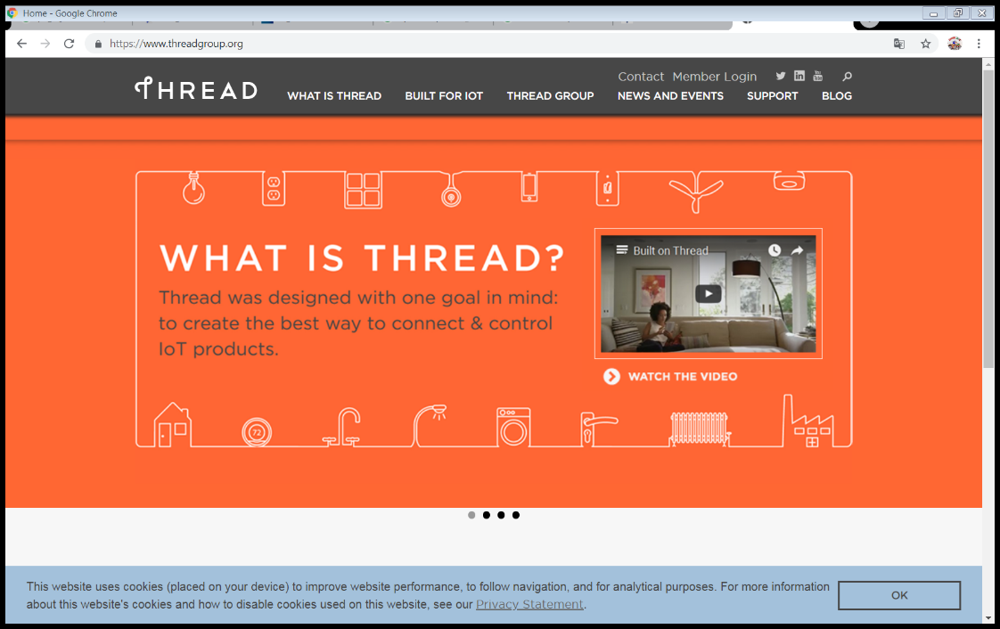 Home - Google Chrome
https://www.threadgroup.org
Contact Member Login You
THREAD
WHAT IS THREAD BUILT FOR IOT THREAD GROUP NEWS AND EVENTS SUPPORT BLOG
WHAT IS THREAD?
Thread was designed with one goal in mind:
to create the best way to connect & control
IoT products.
Built on Thread
WATCH THE VIDEO
72
This website uses cookies (placed on your device) to improve website performance, to follow navigation, and for analytical purposes. For more information
about this website's cookies and how to disable cookies used on this website, see our Privacy Statement.
OK